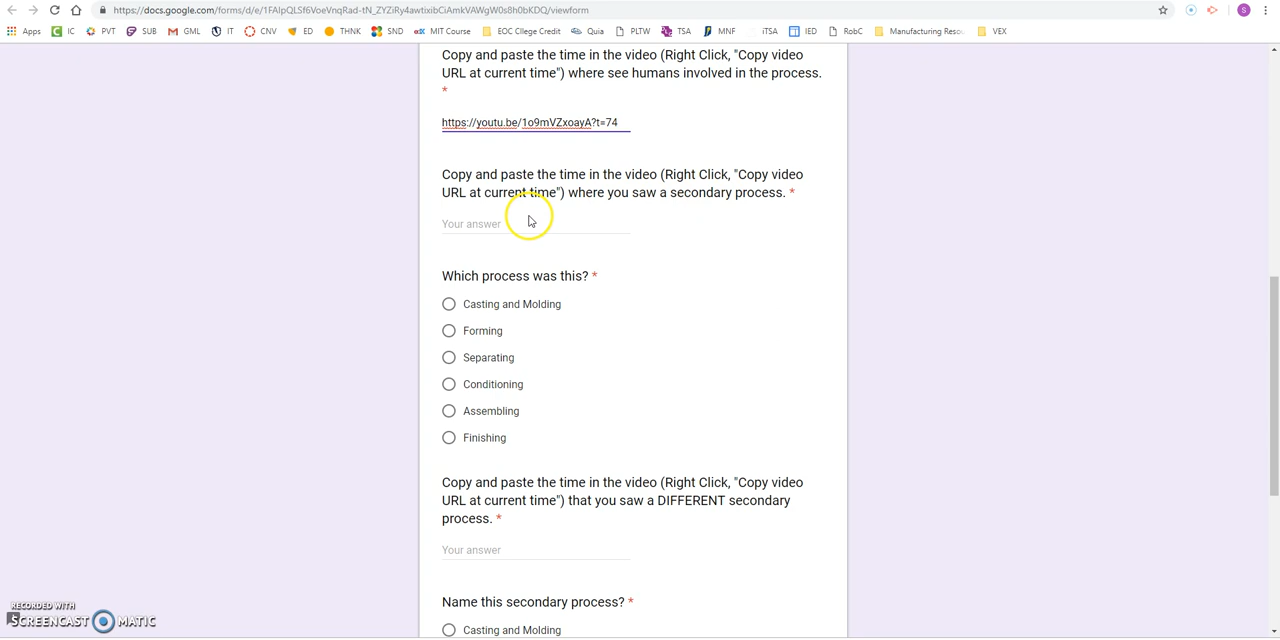 https://docs.google.com/forms/d/e/1FAIpQLSf6VoeVnqRad-tN_ZYZiRy4awtixibCiAmkVAWgW0s8h0bKDQ/viewform
S
Apps IC PVT SUB GML IT CNV ED THNK SND MIT Course EOC Cllege Credit Quia PLTW TSA MNF iTSA IED RobC Manufacturing Resou VEX
Copy and paste the time in the video (Right Click, "Copy video
URL at current time") where see humans involved in the process.
*
https://youtu.be/1o9mVZxoayA?t=74
Copy and paste the time in the video (Right Click, "Copy video
URL at current time") where you saw a secondary process. *
Your answer
Which process was this? *
Casting and Molding
Forming
Separating
Conditioning
Assembling
Finishing
Copy and paste the time in the video (Right Click, "Copy video
URL at current time") that you saw a DIFFERENT secondary
process. *
Your answer
Name this secondary process? *
Casting and Molding
RECORDED WITH
SCREENCAST MATIC